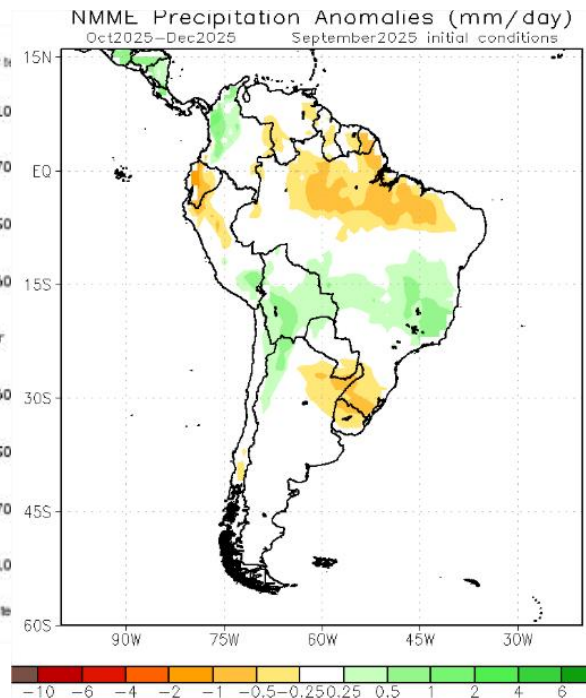 NMME Precipitation Anomalies (mm/day)
Oct2025-Dec2025 September2025 initial conditions
15N
EQ
15S
30S
45S
60S
90W 75W 60W 45W 30W
-10 -6 -4 -2 -1 -0.5 -0.25 0.25 0.5 1 2 4 6